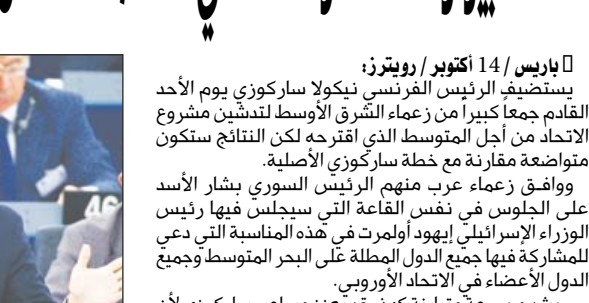 باريس / 14 أكتوبر / رويترز:
يستضيف الرئيس الفرنسي نيكولا ساركوزي يوم الأحد
القادم جمعاً كبيراً من زعماء الشرق الأوسط لتدشين مشروع
الاتحاد من أجل المتوسط الذي اقترحه لكن النتائج ستكون
متواضعة مقارنة مع خطة ساركوزي الأصلية.
ووافق زعماء عرب منهم الرئيس السوري بشار الأسد
على الجلوس في نفس القاعة التي سيجلس فيها رئيس
الوزراء الإسرائيلي إيهود أولمرت في هذه المناسبة التي دعي
للمشاركة فيها جميع الدول المطلة على البحر المتوسط وجميع
الدول الأعضاء في الاتحاد الأوروبي.